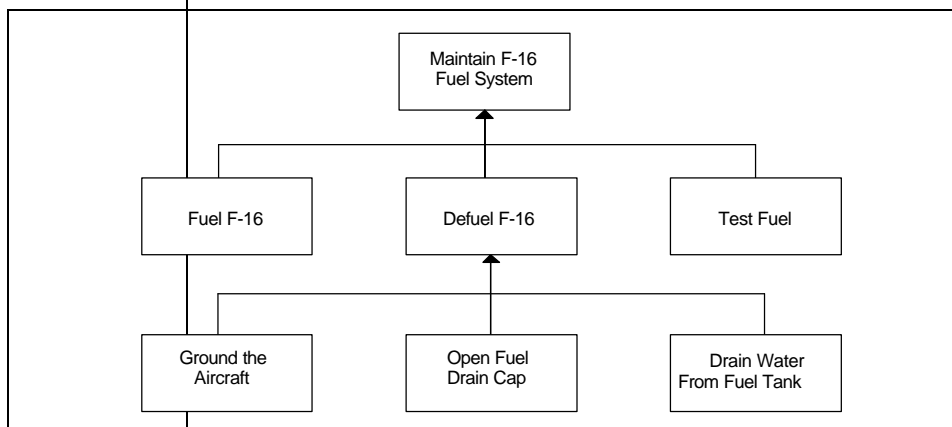 Maintain F-16
Fuel System
Fuel F-16
Defuel F-16
Test Fuel
Ground the
Aircraft
Open Fuel
Drain Cap
Drain Water
From Fuel Tank